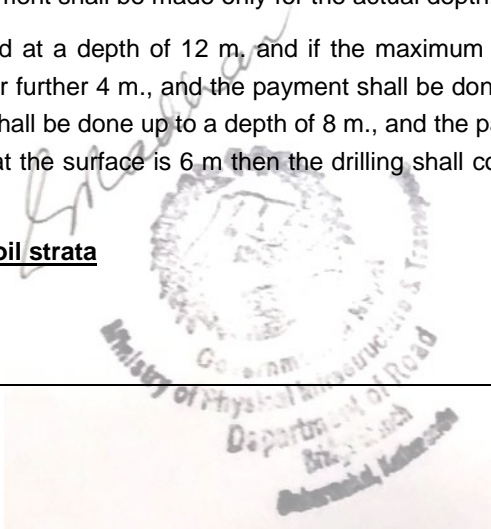 ment shall be made only for the actual depth
d at a depth of 12 m. and if the maximum
r further 4 m., and the payment shall be don
hall be done up to a depth of 8 m., and the pa
at the surface is 6 m then the drilling shall co
oil strata
Ministry of Physical Infrastructure & Transport
Department of Road